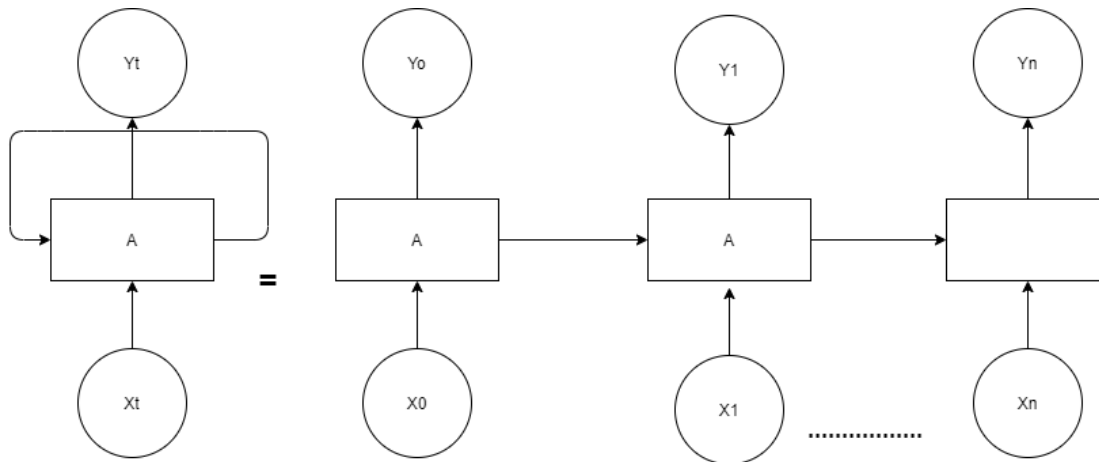 Yt
Yo
Y1
Yn
A
A
A
=
Xt
X0
X1
Xn
.................